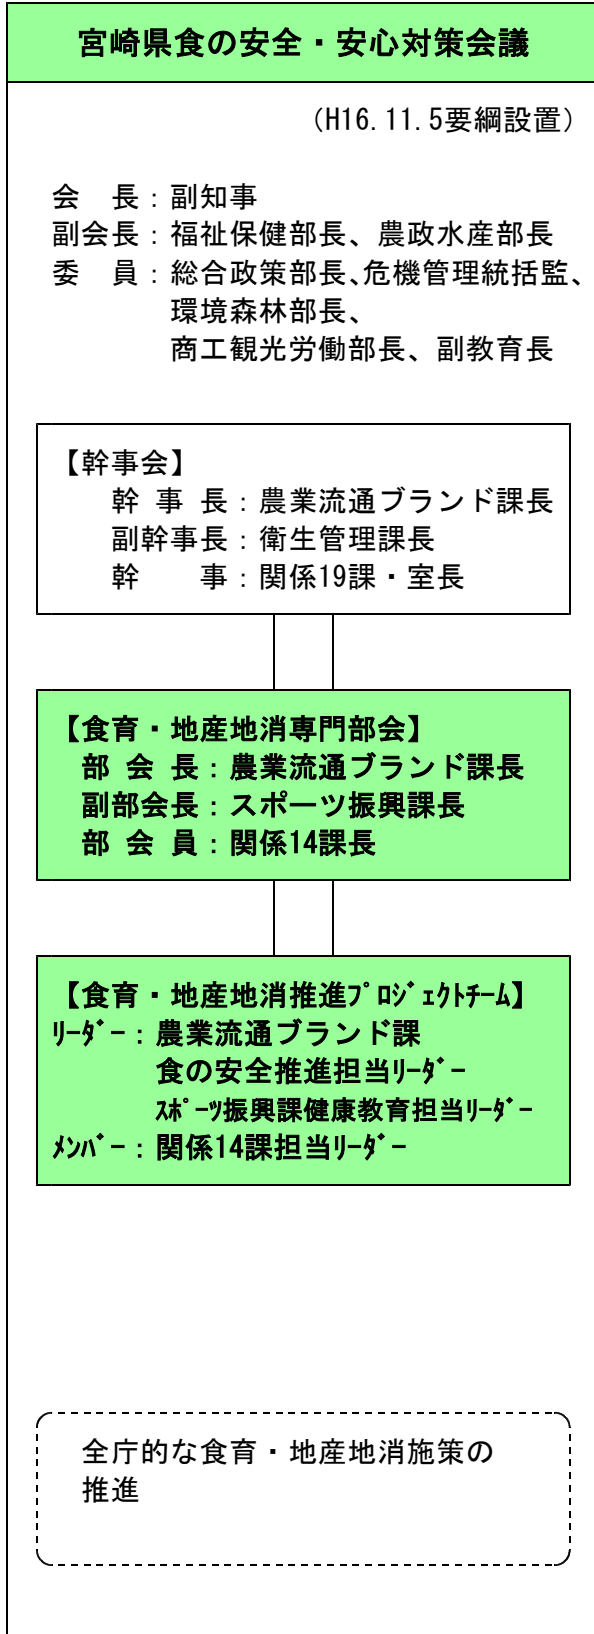 宮崎県食の安全・安心対策会議
（H16.11.5要綱設置）
会　長：副知事
副会長：福祉保健部長、農政水産部長
委　員：総合政策部長、危機管理統括監、
環境森林部長、
商工観光労働部長、副教育長
【幹事会】
幹 事 長：農業流通ブランド課長
副幹事長：衛生管理課長
幹　　事：関係19課・室長
【食育・地産地消専門部会】
部 会 長：農業流通ブランド課長
副部会長：スポーツ振興課長
部 会 員：関係14課長
【食育・地産地消推進ﾌﾟﾛｼﾞｪｸﾄﾁｰﾑ】
ﾘｰﾀﾞｰ：農業流通ブランド課
食の安全推進担当ﾘｰﾀﾞｰ
ｽﾎﾟｰﾂ振興課健康教育担当ﾘｰﾀﾞｰ
ﾒﾝﾊﾞｰ：関係14課担当ﾘｰﾀﾞｰ
全庁的な食育・地産地消施策の
推進